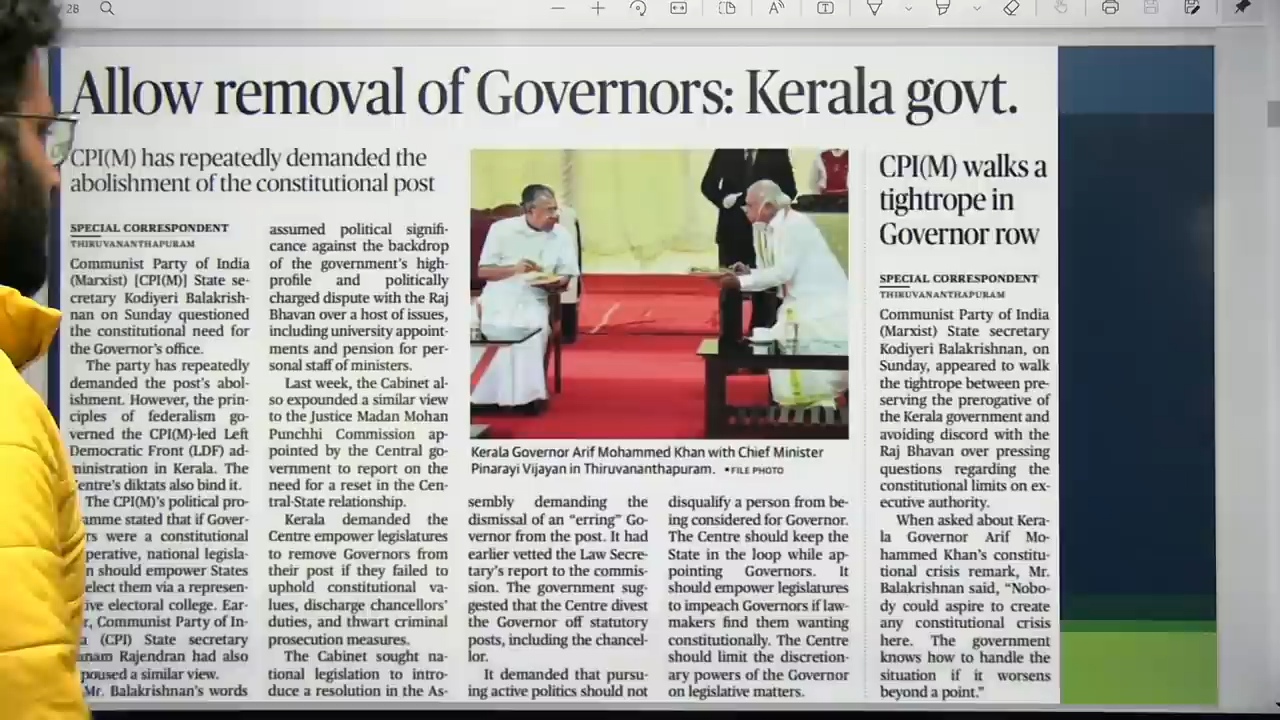 28
Allow removal of Governors: Kerala govt.
CPI(M) has repeatedly demanded the
abolishment of the constitutional post
SPECIAL CORRESPONDENT
THIRUVANANTHAPURAM
Communist Party of India
(Marxist) [CPI(M)] State se-
cretary Kodiyeri Balakrish-
nan on Sunday questioned
the constitutional need for
the Governor's office.
The party has repeatedly
demanded the post's abol-
ishment. However, the prin-
ciples of federalism go-
verned the CPI(M)-led Left
Democratic Front (LDF) ad-
ministration in Kerala. The
entre's diktats also bind it.
The CPI(M)'s political pro-
amme stated that if Gover-
rs were a constitutional
perative, national legisla-
n should empower States
elect them via a represen-
ive electoral college. Ear-
r, Communist Party of In-
a (CPI) State secretary
anam Rajendran had also
poused a similar view.
Mr. Balakrishnan's words
assumed political signifi-
cance against the backdrop
of the government's high-
profile and politically
charged dispute with the Raj
Bhavan over a host of issues,
including university appoint-
ments and pension for per-
sonal staff of ministers.
Last week, the Cabinet al-
so expounded a similar view
to the Justice Madan Mohan
Punchhi Commission ap-
pointed by the Central go-
vernment to report on the
need for a reset in the Cen-
tral-State relationship.
Kerala demanded the
Centre empower legislatures
to remove Governors from
their post if they failed to
uphold constitutional va-
lues, discharge chancellors'
duties, and thwart criminal
prosecution measures.
The Cabinet sought na-
tional legislation to intro-
duce a resolution in the As-
Kerala Governor Arif Mohammed Khan with Chief Minister
Pinarayi Vijayan in Thiruvananthapuram. •FILE PHOTO
sembly demanding the
dismissal of an “erring” Go-
vernor from the post. It had
earlier vetted the Law Secre-
tary's report to the commis-
sion. The government sug-
gested that the Centre divest
the Governor off statutory
posts, including the chancel-
lor.
It demanded that pursu-
ing active politics should not
disqualify a person from be-
ing considered for Governor.
The Centre should keep the
State in the loop while ap-
pointing Governors. It
should empower legislatures
to impeach Governors if law-
makers find them wanting
constitutionally. The Centre
should limit the discretion-
ary powers of the Governor
on legislative matters.
CPI(M) walks a
tightrope in
Governor row
SPECIAL CORRESPONDENT
THIRUVANANTHAPURAM
Communist Party of India
(Marxist) State secretary
Kodiyeri Balakrishnan, on
Sunday, appeared to walk
the tightrope between pre-
serving the prerogative of
the Kerala government and
avoiding discord with the
Raj Bhavan over pressing
questions regarding the
constitutional limits on ex-
ecutive authority.
When asked about Kera-
la Governor Arif Mo-
hammed Khan's constitu-
tional crisis remark, Mr.
Balakrishnan said, “Nobo-
dy could aspire to create
any constitutional crisis
here. The government
knows how to handle the
situation if it worsens
beyond a point.”